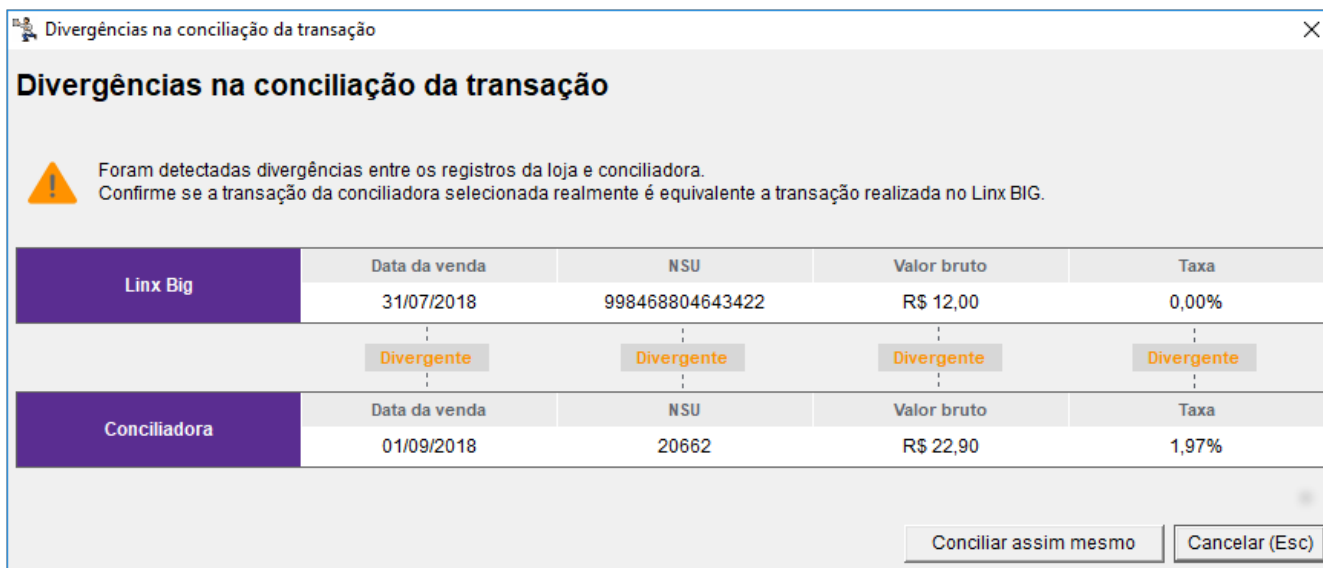 Divergências na conciliação da transação
Divergências na conciliação da transação
Foram detectadas divergências entre os registros da loja e conciliadora.
Confirme se a transação da conciliadora selecionada realmente é equivalente a transação realizada no Linx BIG.
Linx Big
Data da venda NSU Valor bruto Taxa
31/07/2018 998468804643422 R$ 12,00 0,00%
Divergente Divergente Divergente Divergente
Conciliadora
Data da venda NSU Valor bruto Taxa
01/09/2018 20662 R$ 22,90 1,97%
Conciliar assim mesmo Cancelar (Esc)